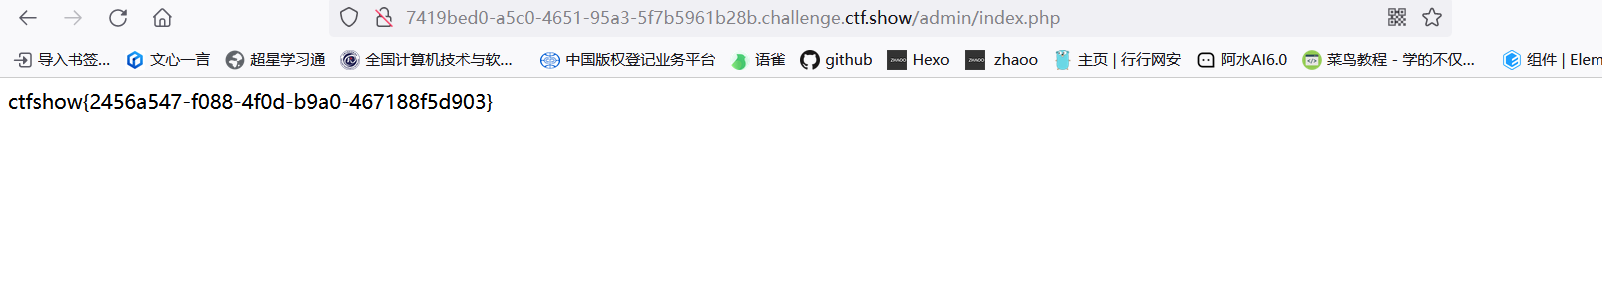 7419bed0-a5c0-4651-95a3-5f7b5961b28b.challenge.ctf.show/admin/index.php
导入书签... 文心一言 超星学习通 全国计算机技术与软... 中国版权登记业务平台 语雀 github ZHAOO Hexo ZHAOO zhaoo 主页 | 行行网安 阿水AI6.0 菜鸟教程 - 学的不仅... 组件 | Elem
ctfshow{2456a547-f088-4f0d-b9a0-467188f5d903}